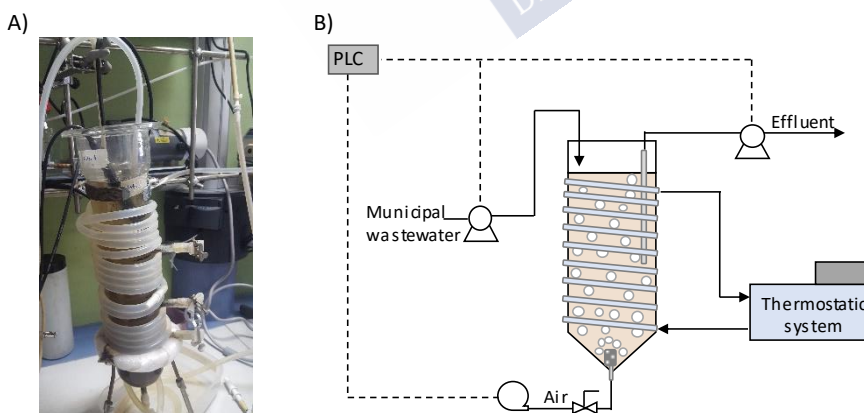 A)
B)
PLC
Effluent
Municipal
wastewater
Thermostatic
system
Air